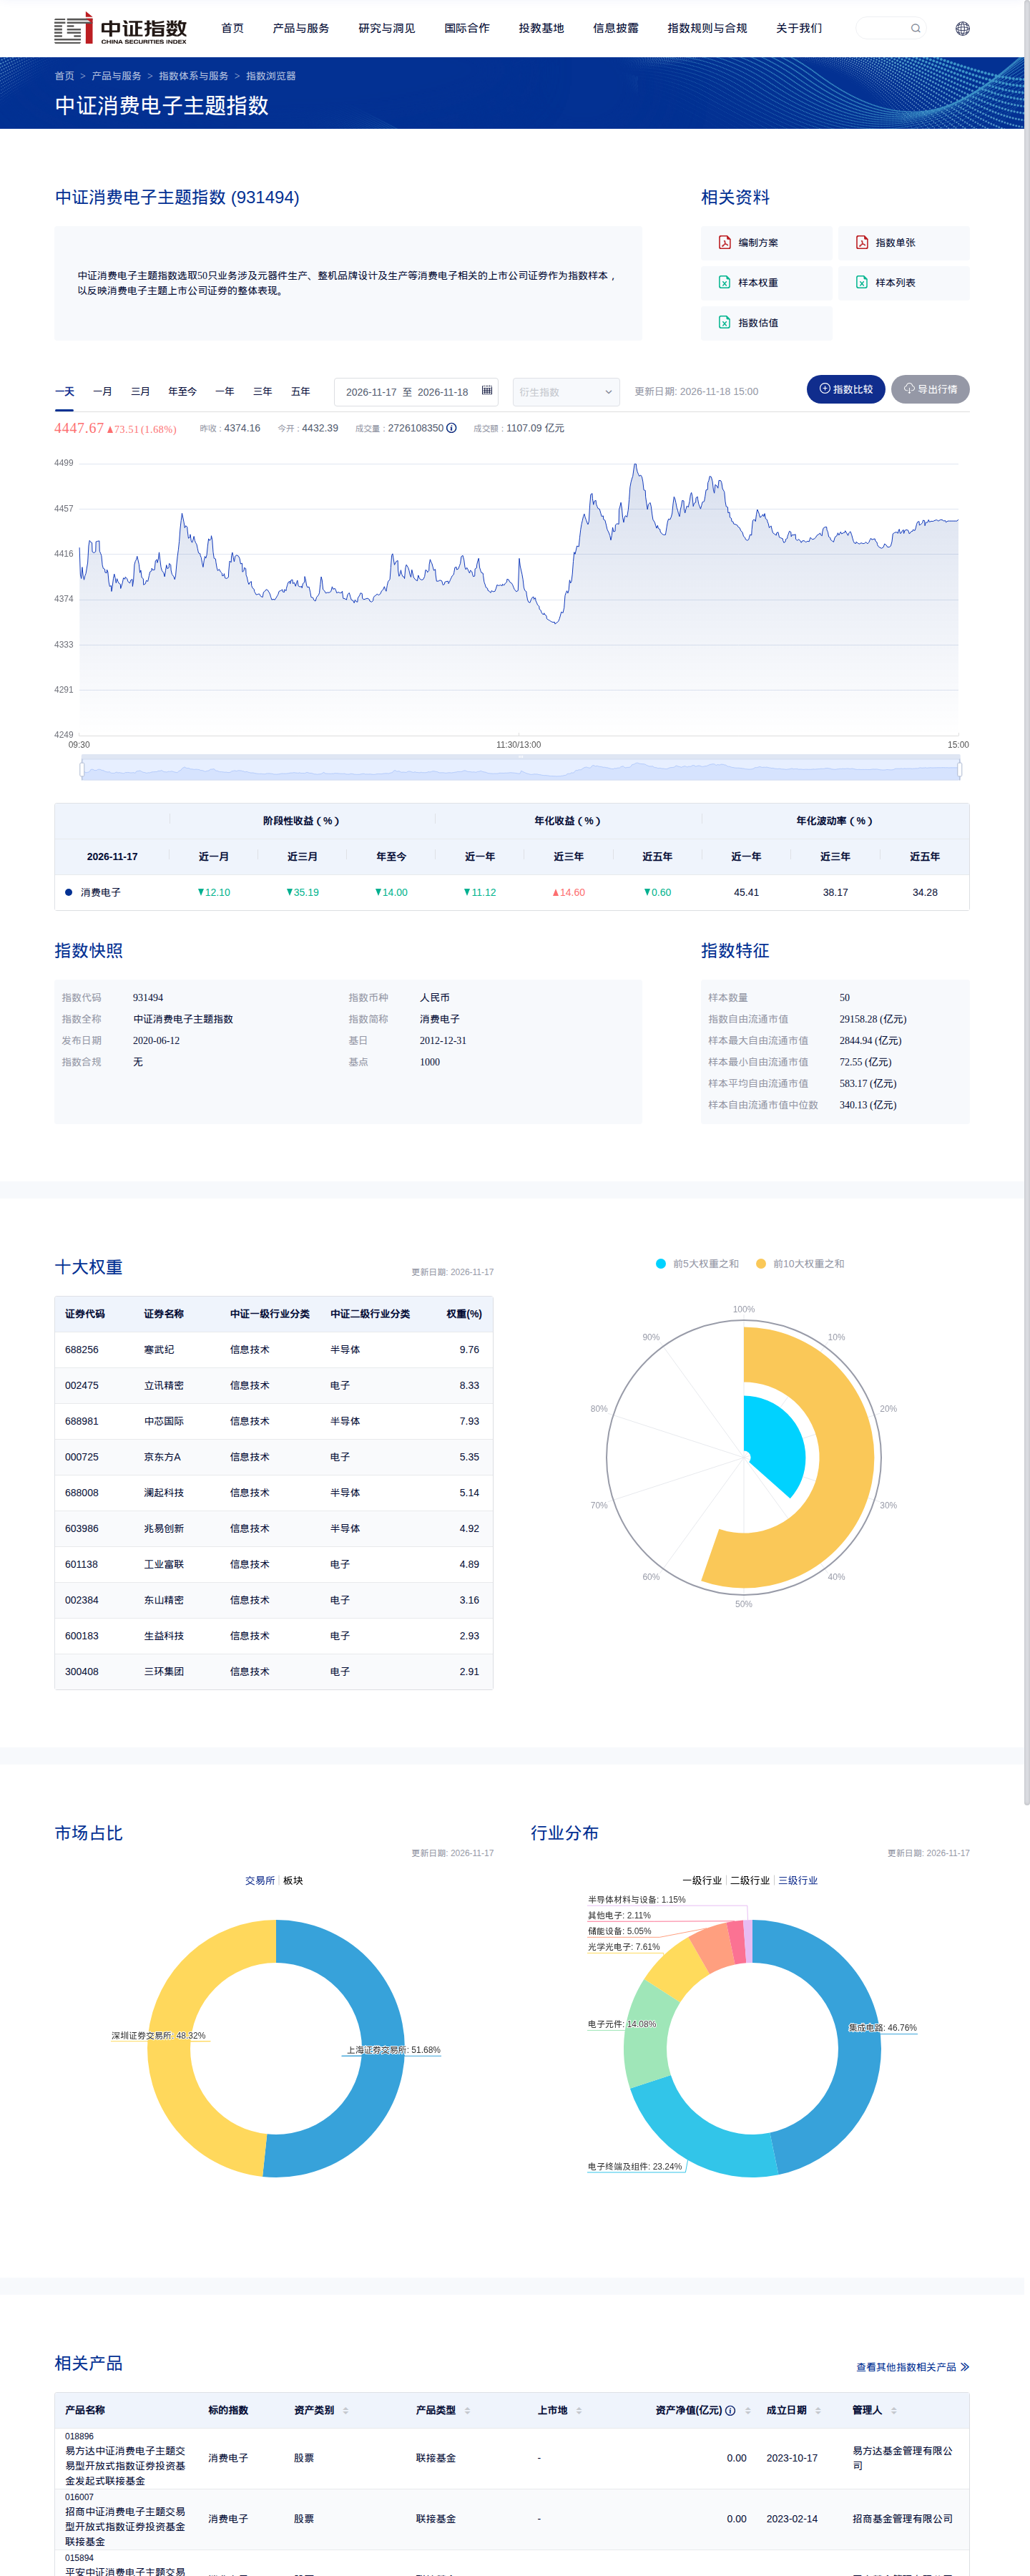 中证指数
CHINA SECURITIES INDEX
首页 产品与服务 研究与洞见 国际合作 投教基地 信息披露 指数规则与合规 关于我们
首页 > 产品与服务 > 指数体系与服务 > 指数浏览器
中证消费电子主题指数
中证消费电子主题指数 (931494)
中证消费电子主题指数选取50只业务涉及元器件生产、整机品牌设计及生产等消费电子相关的上市公司证券作为指数样本，
以反映消费电子主题上市公司证券的整体表现。
相关资料
编制方案 指数单张
样本权重 样本列表
指数估值
一天 一月 三月 年至今 一年 三年 五年 2026-11-17 至 2026-11-18 衍生指数 更新日期: 2026-11-18 15:00 指数比较 导出行情
4447.67 ▲73.51 (1.68%) 昨收 : 4374.16 今开 : 4432.39 成交量 : 2726108350 成交额 : 1107.09 亿元
4499
4457
4416
4374
4333
4291
4249
09:30 11:30/13:00 15:00
阶段性收益 ( % ) 年化收益 ( % ) 年化波动率 ( % )
2026-11-17 近一月 近三月 年至今 近一年 近三年 近五年 近一年 近三年 近五年
消费电子 ▼12.10 ▼35.19 ▼14.00 ▼11.12 ▲14.60 ▼0.60 45.41 38.17 34.28
指数快照
指数代码 931494 指数币种 人民币
指数全称 中证消费电子主题指数 指数简称 消费电子
发布日期 2020-06-12 基日 2012-12-31
指数合规 无 基点 1000
指数特征
样本数量 50
指数自由流通市值 29158.28 (亿元)
样本最大自由流通市值 2844.94 (亿元)
样本最小自由流通市值 72.55 (亿元)
样本平均自由流通市值 583.17 (亿元)
样本自由流通市值中位数 340.13 (亿元)
十大权重
更新日期: 2026-11-17
证券代码 证券名称 中证一级行业分类 中证二级行业分类 权重(%)
688256 寒武纪 信息技术 半导体 9.76
002475 立讯精密 信息技术 电子 8.33
688981 中芯国际 信息技术 半导体 7.93
000725 京东方A 信息技术 电子 5.35
688008 澜起科技 信息技术 半导体 5.14
603986 兆易创新 信息技术 半导体 4.92
601138 工业富联 信息技术 电子 4.89
002384 东山精密 信息技术 电子 3.16
600183 生益科技 信息技术 电子 2.93
300408 三环集团 信息技术 电子 2.91
前5大权重之和 前10大权重之和
100%
90% 10%
80% 20%
70% 30%
60% 40%
50%
市场占比
更新日期: 2026-11-17
交易所 板块
深圳证券交易所: 48.32%
上海证券交易所: 51.68%
行业分布
更新日期: 2026-11-17
一级行业 二级行业 三级行业
半导体材料与设备: 1.15%
其他电子: 2.11%
储能设备: 5.05%
光学光电子: 7.61%
电子元件: 14.08%
集成电路: 46.76%
电子终端及组件: 23.24%
相关产品
查看其他指数相关产品
产品名称 标的指数 资产类别 产品类型 上市地 资产净值(亿元) 成立日期 管理人
018896
易方达中证消费电子主题交
易型开放式指数证券投资基
金发起式联接基金
消费电子 股票 联接基金 - 0.00 2023-10-17 易方达基金管理有限公
司
016007
招商中证消费电子主题交易
型开放式指数证券投资基金
联接基金
消费电子 股票 联接基金 - 0.00 2023-02-14 招商基金管理有限公司
015894
平安中证消费电子主题交易